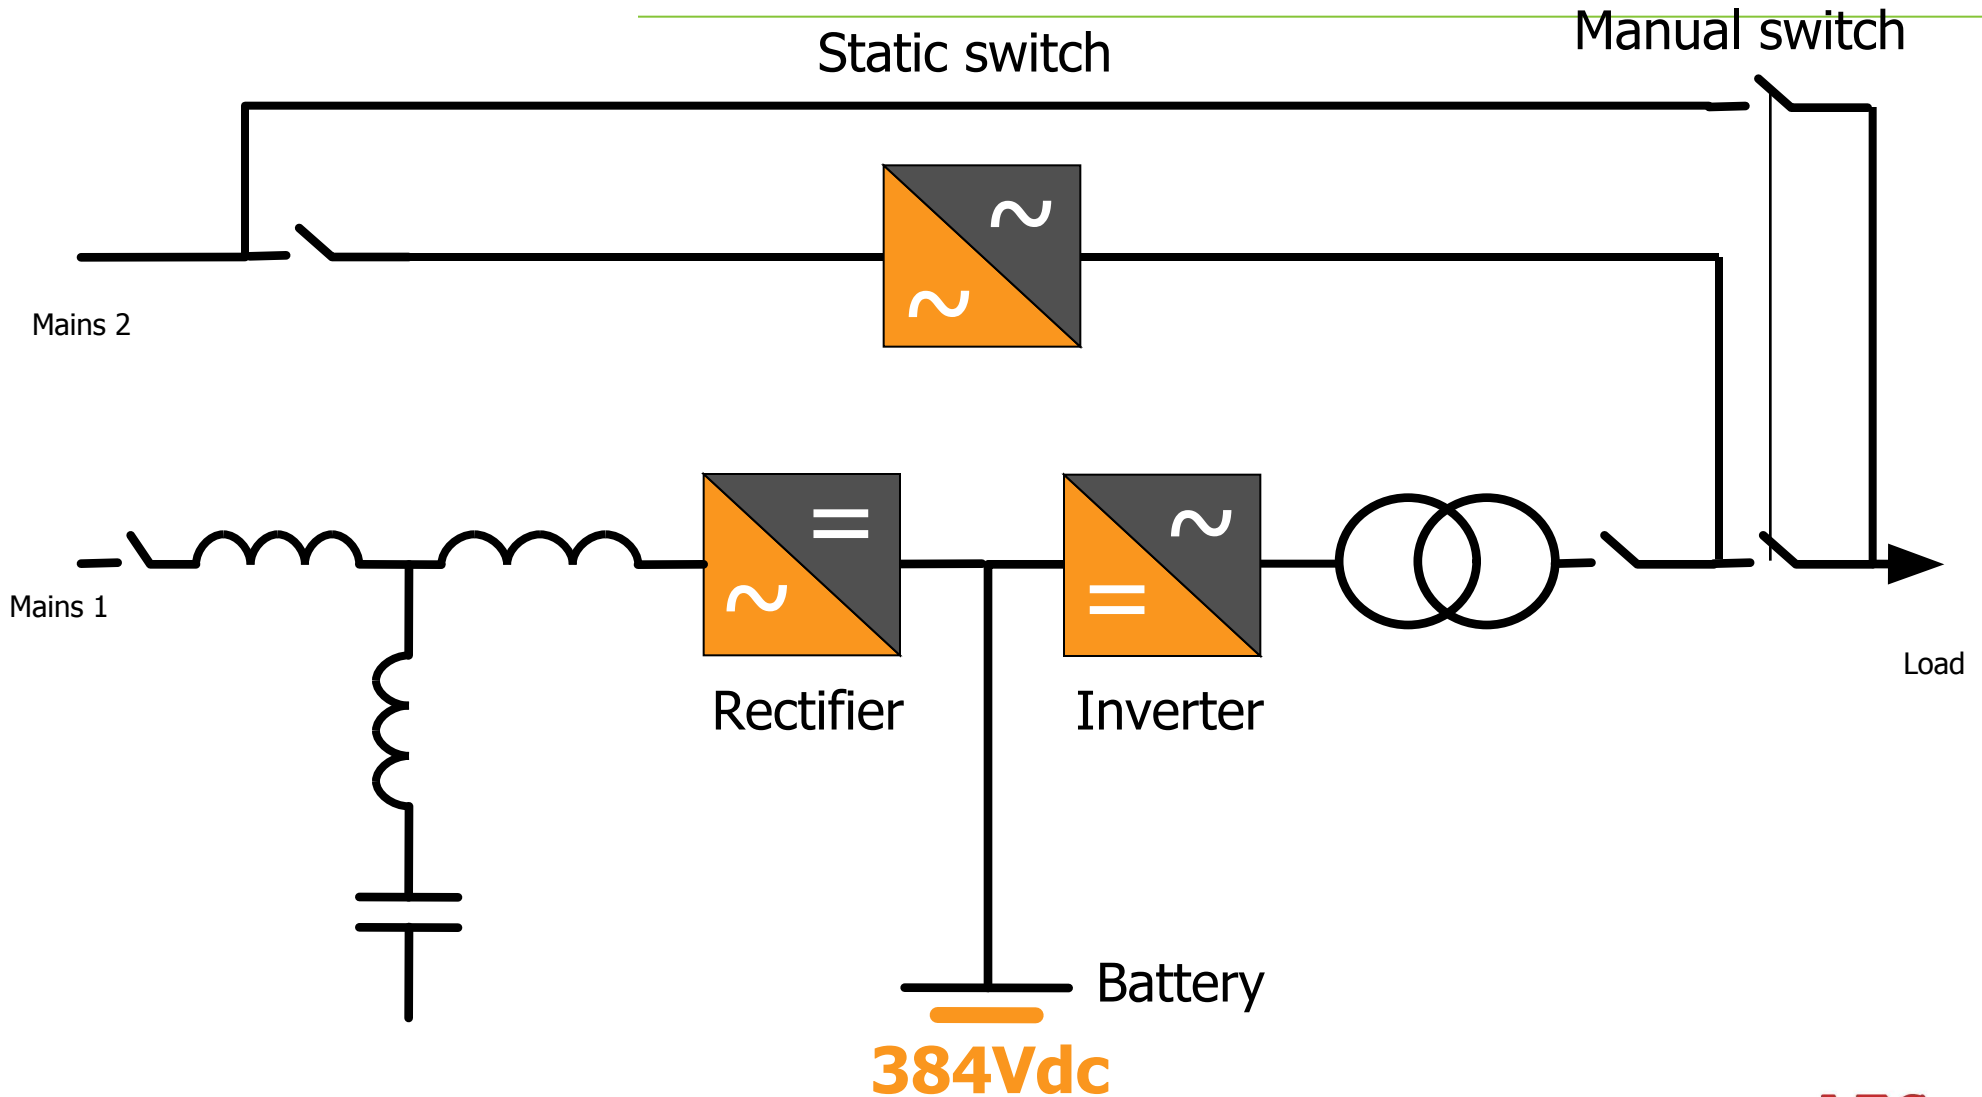 Manual switch
Static switch
~
~
Mains 2
=
~
~
=
Mains 1
Load
Rectifier
Inverter
Battery
384Vdc